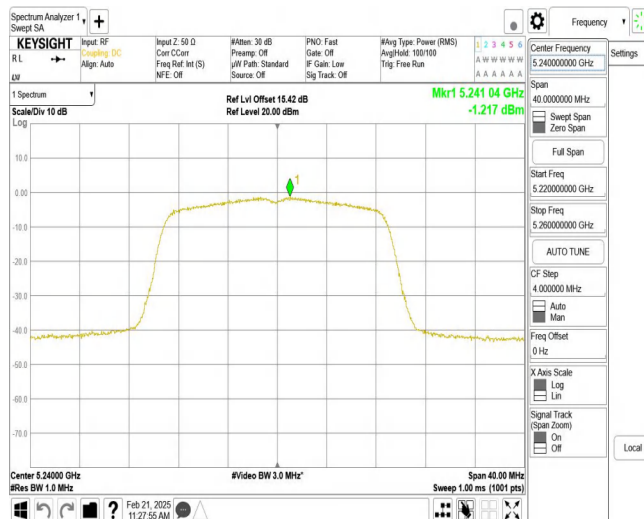 Spectrum Analyzer 1
Swept SA
+
Frequency
KEYSIGHT
R L
Input: RF
Coupling: DC
Align: Auto
Input Z: 50 Ω
Corr CCorr
Freq Ref: Int (S)
NFE: Off
#Atten: 30 dB
Preamp: Off
µW Path: Standard
Source: Off
PNO: Fast
Gate: Off
IF Gain: Low
Sig Track: Off
#Avg Type: Power (RMS)
Avg|Hold: 100/100
Trig: Free Run
1 2 3 4 5 6
A W W W W W
A A A A A A
1 Spectrum
Scale/Div 10 dB
Log
Ref Lvl Offset 15.42 dB
Ref Level 20.00 dBm
Mkr1 5.241 04 GHz
-1.217 dBm
1
10.0
0.00
-10.0
-20.0
-30.0
-40.0
-50.0
-60.0
-70.0
Center 5.24000 GHz
#Res BW 1.0 MHz
#Video BW 3.0 MHz*
Span 40.00 MHz
Sweep 1.00 ms (1001 pts)
Center Frequency
5.240000000 GHz
Settings
Span
40.0000000 MHz
Swept Span
Zero Span
Full Span
Start Freq
5.220000000 GHz
Stop Freq
5.260000000 GHz
AUTO TUNE
CF Step
4.000000 MHz
Auto
Man
Freq Offset
0 Hz
X Axis Scale
Log
Lin
Signal Track
(Span Zoom)
On
Off
Local
?
Feb 21, 2025
11:27:55 AM